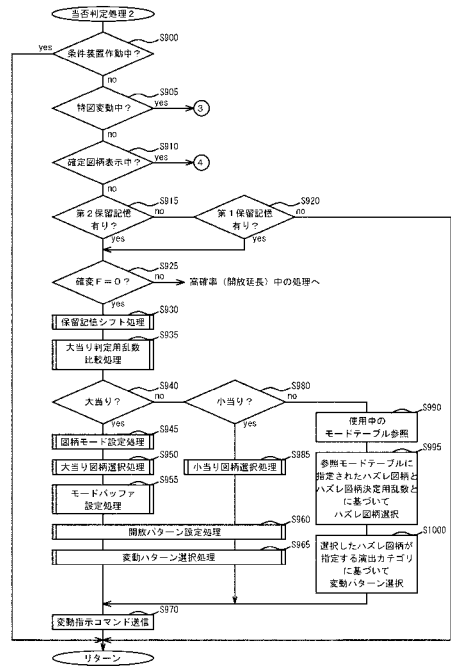 当否判定処理2
S900
条件装置作動中?
yes
no
S905
特図変動中?
yes
③
no
S910
確定図柄表示中?
yes
④
no
S915
第2保留記憶
有り?
no
yes
S920
第1保留記憶
有り?
no
yes
S925
確変F=0?
no
高確率(開放延長)中の処理へ
yes
S930
保留記憶シフト処理
S935
大当り判定用乱数
比較処理
S940
大当り?
no
yes
S980
小当り?
no
yes
S945
図柄モード設定処理
S950
大当り図柄選択処理
S955
モードバッファ
設定処理
S985
小当り図柄選択処理
S960
開放パターン設定処理
S965
変動パターン選択処理
S990
使用中の
モードテーブル参照
S995
参照モードテーブルに
指定されたハズレ図柄と
ハズレ図柄決定用乱数と
に基づいて
ハズレ図柄選択
S1000
選択したハズレ図柄が
指定する演出カテゴリ
に基づいて
変動パターン選択
S970
変動指示コマンド送信
リターン